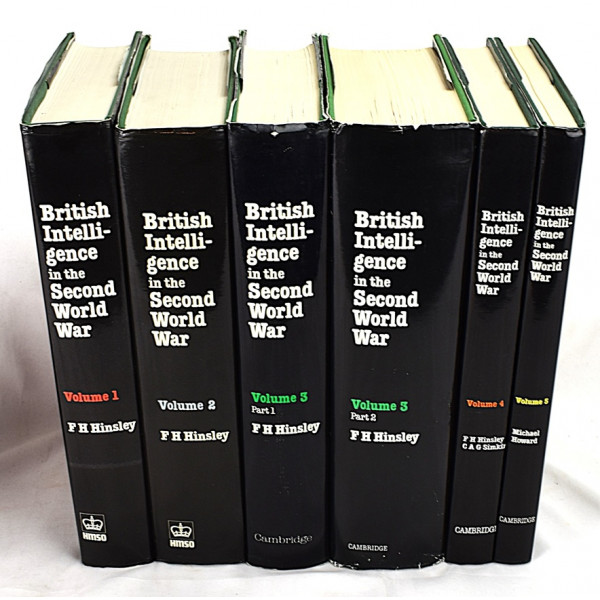 British
Intelli-
gence
in the
Second
World
War
Volume 1
F H Hinsley
HMSO
British
Intelli-
gence
in the
Second
World
War
Volume 2
F H Hinsley
HMSO
British
Intelli-
gence
in the
Second
World
War
Volume 3
Part 1
F H Hinsley
Cambridge
British
Intelli-
gence
in the
Second
World
War
Volume 3
Part 2
F H Hinsley
CAMBRIDGE
British
Intelli-
gence
in the
Second
World
War
Volume 4
F H Hinsley
C A G Simkin
CAMBRIDGE
British
Intelli-
gence
in the
Second
World
War
Volume 5
Michael
Howard
CAMBRIDGE